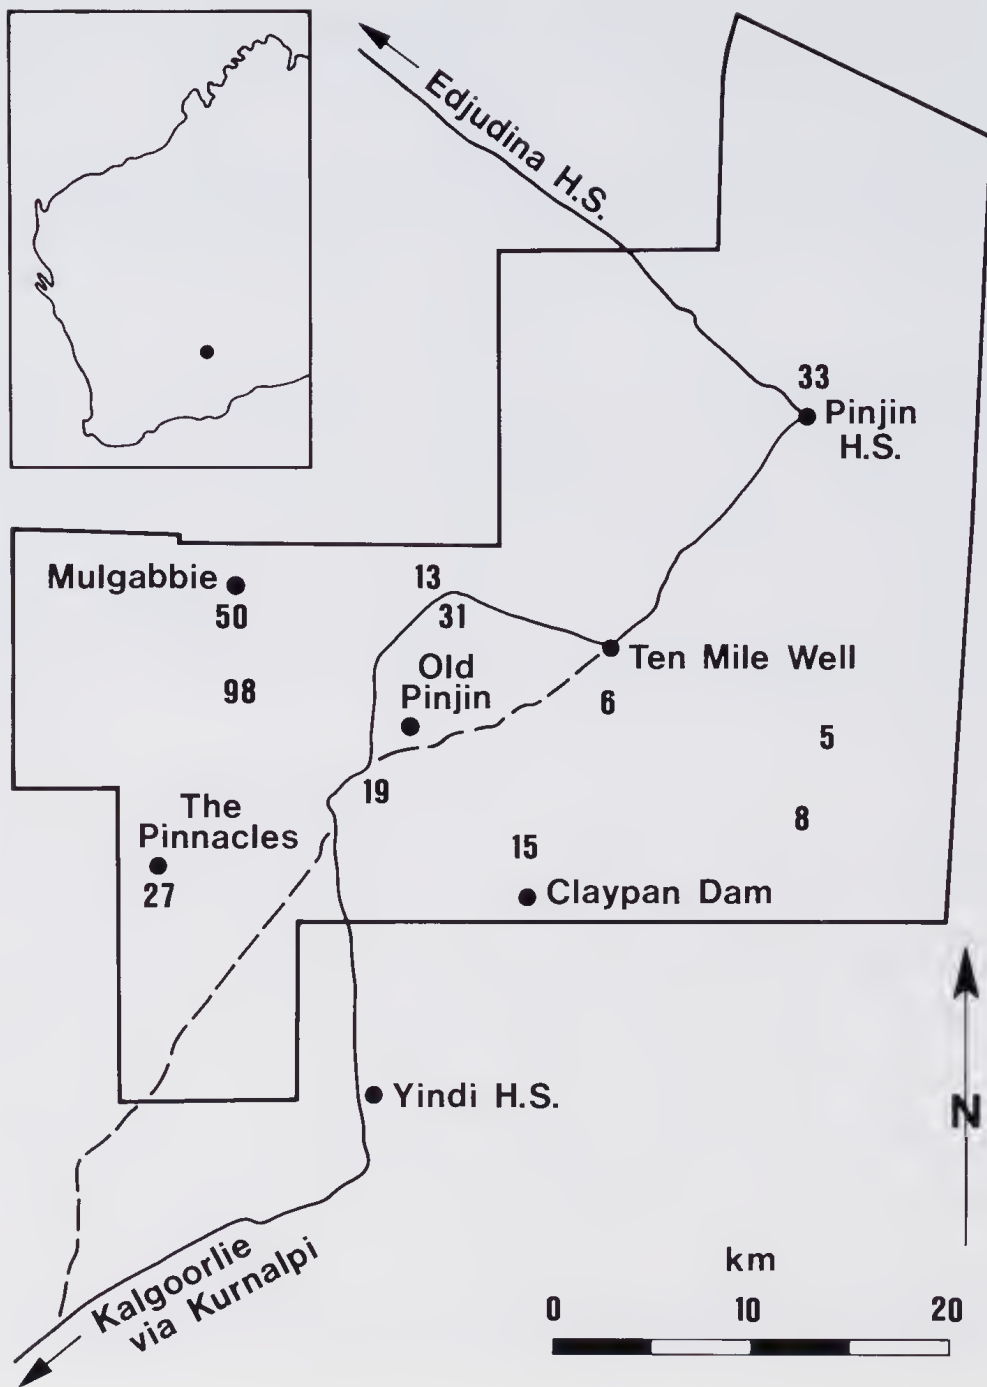 Edjudina H.S.
33
Pinjin
H.S.
Mulgabbie
50
13
31
98
Old
Pinjin
Ten Mile Well
6
5
19
8
The
Pinnacles
27
15
Claypan Dam
Yindi H.S.
N
Kalgoorlie
via Kurnalpi
km
0 10 20